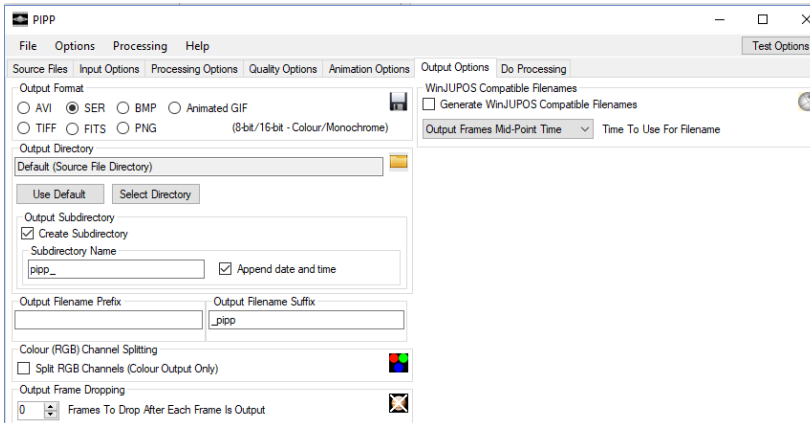 PIPP
File Options Processing Help
Test Options
Source Files Input Options Processing Options Quality Options Animation Options Output Options Do Processing
Output Format
AVI SER BMP Animated GIF
TIFF FITS PNG (8-bit/16-bit - Colour/Monochrome)
Output Directory
Default (Source File Directory)
Use Default Select Directory
Output Subdirectory
Create Subdirectory
Subdirectory Name
pipp_ Append date and time
Output Filename Prefix Output Filename Suffix
_pipp
Colour (RGB) Channel Splitting
Split RGB Channels (Colour Output Only)
Output Frame Dropping
0 Frames To Drop After Each Frame Is Output
WinJUPOS Compatible Filenames
Generate WinJUPOS Compatible Filenames
Output Frames Mid-Point Time Time To Use For Filename